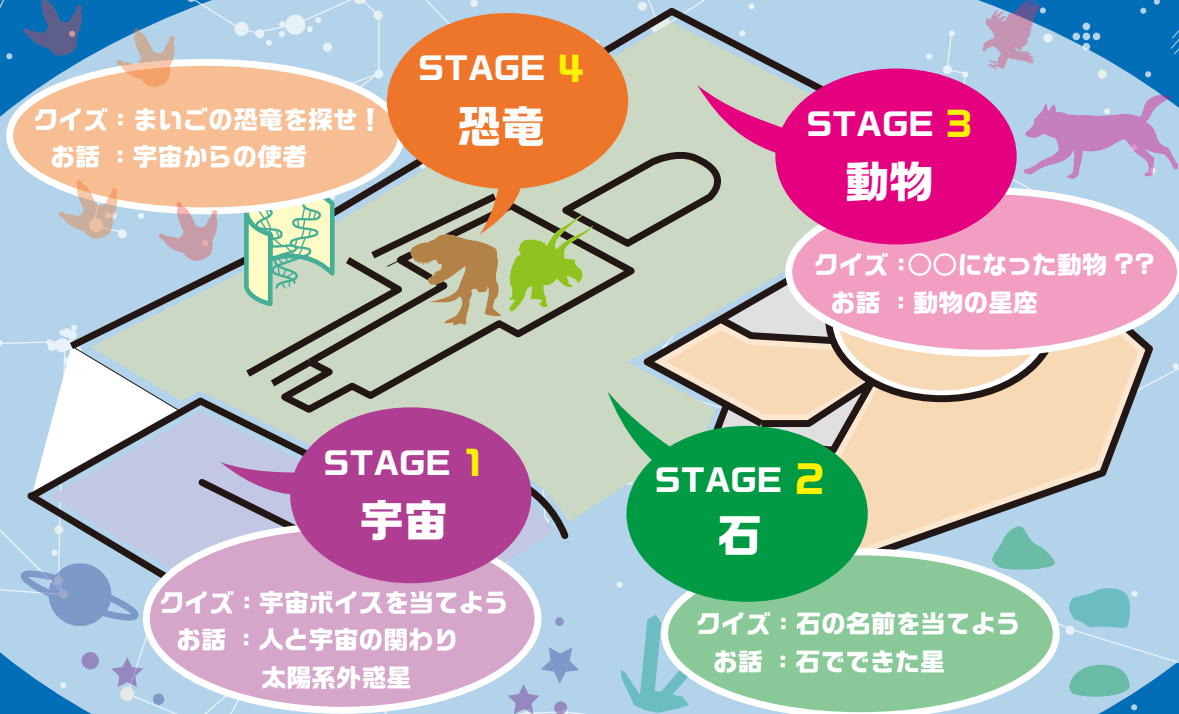 STAGE 4
恐竜
クイズ：まいごの恐竜を探せ！
お話 ：宇宙からの使者
STAGE 3
動物
クイズ：〇〇になった動物 ??
お話 ：動物の星座
STAGE 1
宇宙
クイズ：宇宙ボイスを当てよう
お話 ：人と宇宙の関わり
太陽系外惑星
STAGE 2
石
クイズ：石の名前を当てよう
お話 ：石でできた星